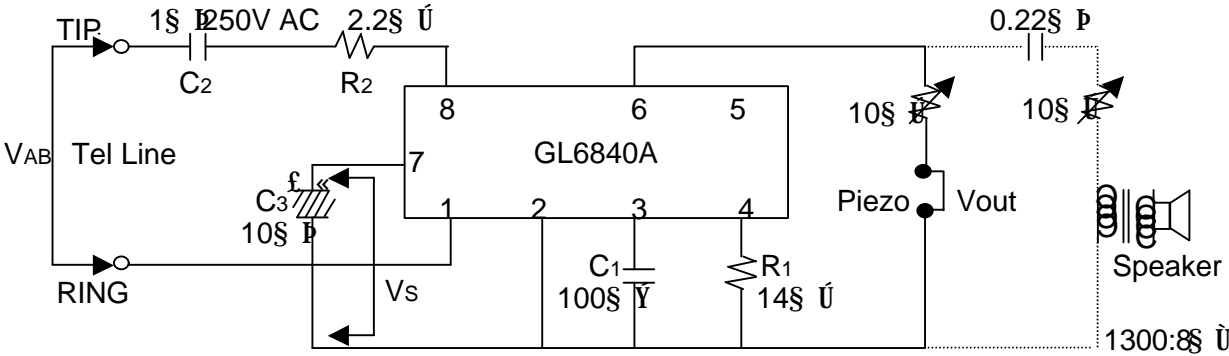 TIP
1§ Þ
250V AC
2.2§ Ú
0.22§ Þ
C2
R2
8
6
5
10§ Ú
10§ Ú
VAB
Tel Line
7
GL6840A
£ «
C3
10§ Þ
1
2
3
4
Piezo
Vout
C1
100§ Ý
R1
14§ Ú
Speaker
RING
VS
1300:8§ Ù